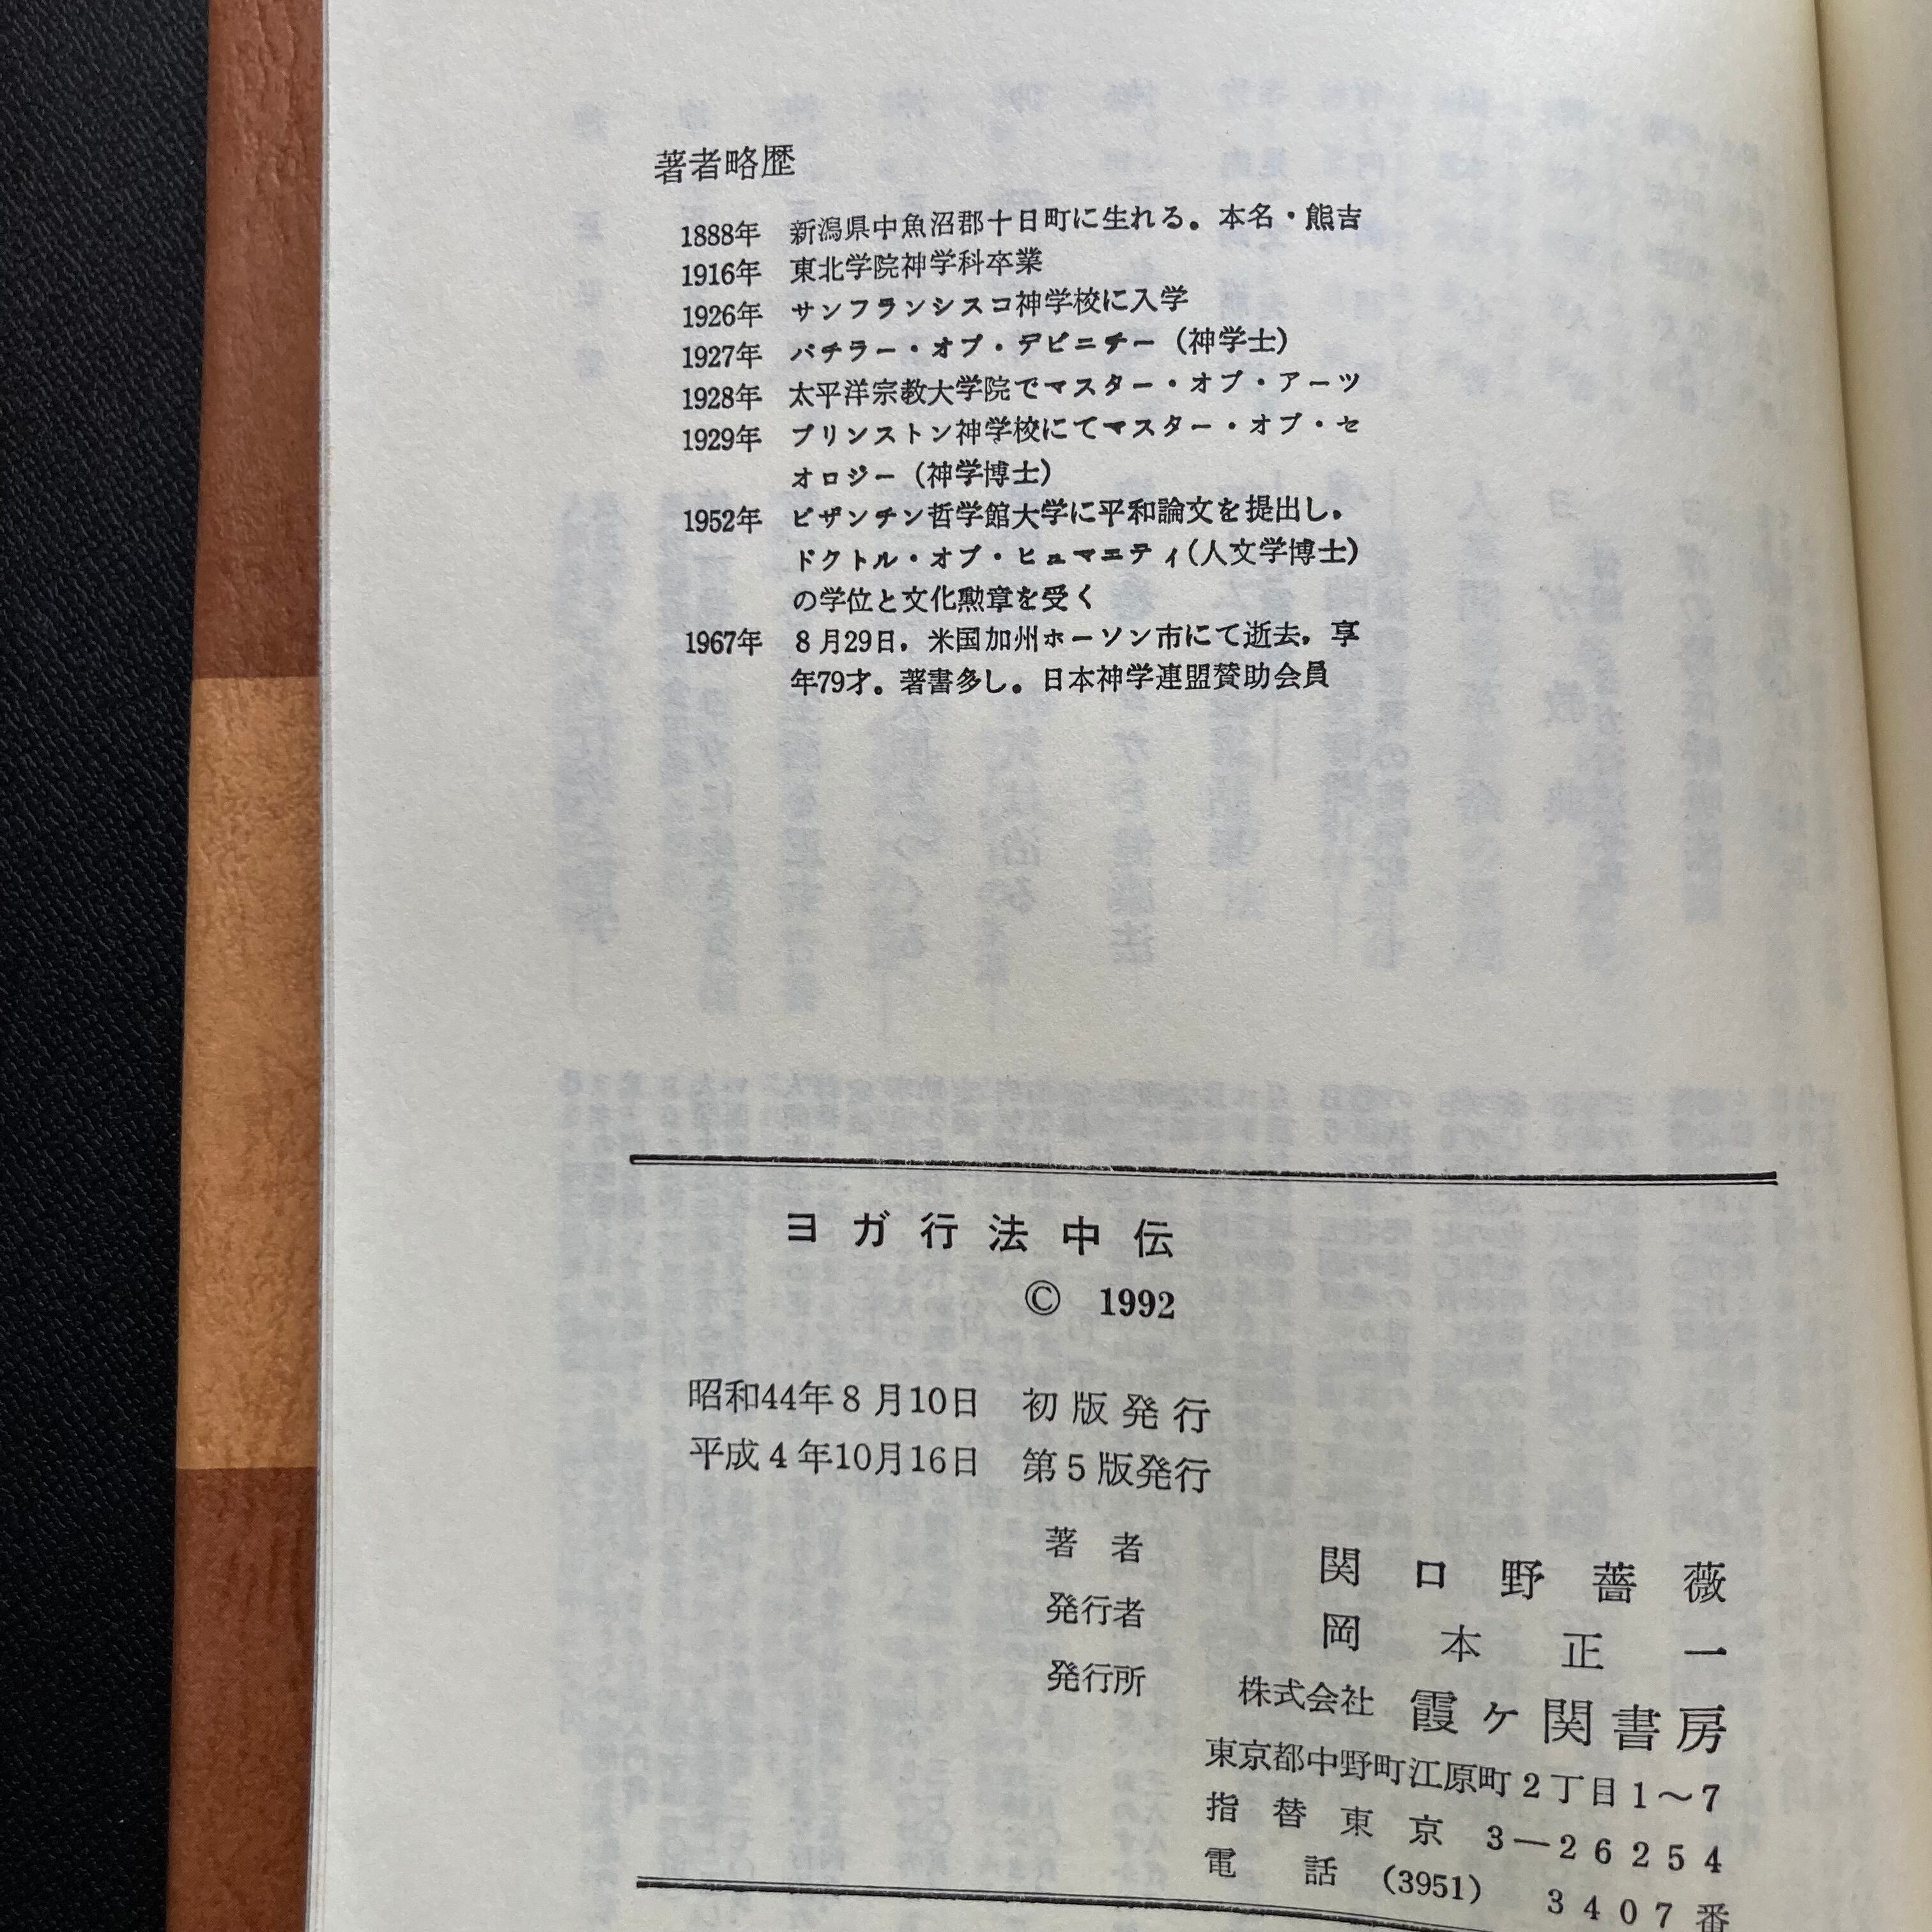 著者略歴
1888年 新潟県中魚沼郡十日町に生れる。本名・熊吉
1916年 東北学院神学科卒業
1926年 サンフランシスコ神学校に入学
1927年 バチラー・オブ・デビニチー（神学士）
1928年 太平洋宗教大学院でマスター・オブ・アーツ
1929年 プリンストン神学校にてマスター・オブ・セ
オロジー（神学博士）
1952年 ビザンチン哲学館大学に平和論文を提出し，
ドクトル・オブ・ヒュマニティ（人文学博士）
の学位と文化勲章を受く
1967年 8月29日，米国加州ホーソン市にて逝去，享
年79才。著書多し。日本神学連盟賛助会員
ヨガ行法中伝
© 1992
昭和44年8月10日 初版発行
平成4年10月16日 第5版発行
著者 関口野薔薇
発行者 岡本正一
発行所 株式会社 霞ケ関書房
東京都中野町江原町2丁目1〜7
指替東京 3—26254
電話 (3951) 3407番